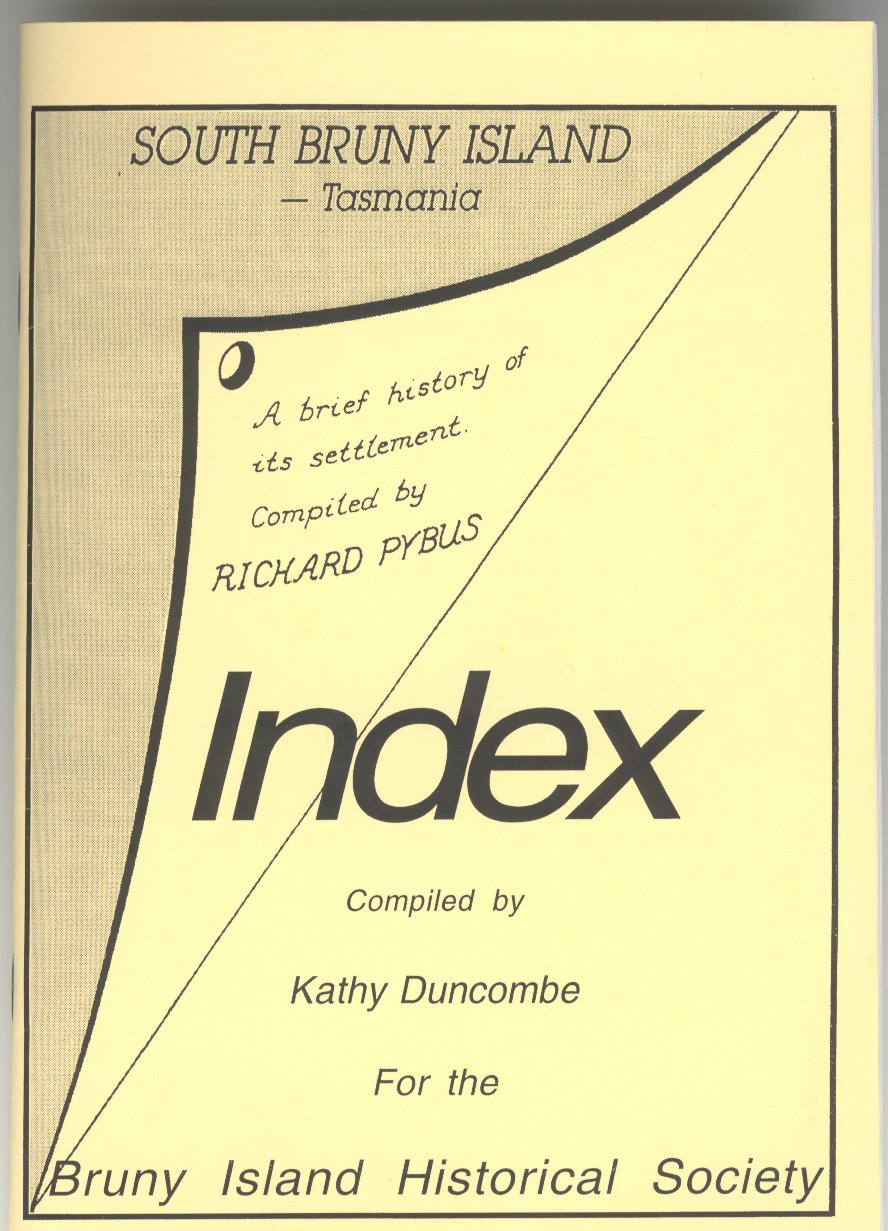 SOUTH BRUNY ISLAND
– Tasmania
A brief history of
its settlement.
Compiled by
RICHARD PYBUS
Index
Compiled by
Kathy Duncombe
For the
Bruny Island Historical Society